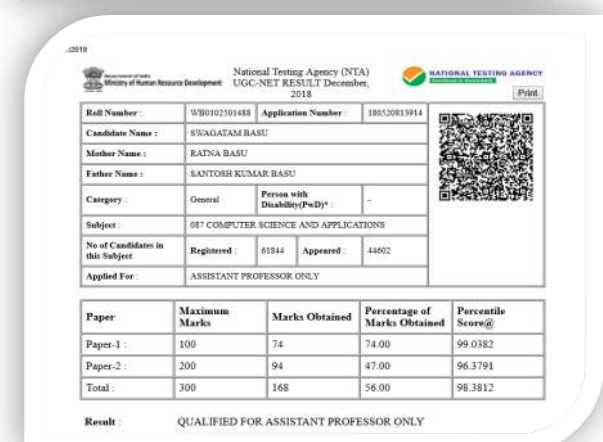 /2019
Government of India
Ministry of Human Resource Development
National Testing Agency (NTA)
UGC-NET RESULT December,
2018
NATIONAL TESTING AGENCY
Excellence in Assessment
Print
Roll Number : WB0102501488 Application Number : 180520813914
Candidate Name : SWAGATAM BASU
Mother Name : RATNA BASU
Father Name : SANTOSH KUMAR BASU
Category : General Person with Disability(PwD)* : -
Subject : 087 COMPUTER SCIENCE AND APPLICATIONS
No of Candidates in this Subject Registered : 61844 Appeared : 44602
Applied For : ASSISTANT PROFESSOR ONLY
Paper Maximum Marks Marks Obtained Percentage of Marks Obtained Percentile Score@
Paper-1 : 100 74 74.00 99.0382
Paper-2 : 200 94 47.00 96.3791
Total : 300 168 56.00 98.3812
Result : QUALIFIED FOR ASSISTANT PROFESSOR ONLY